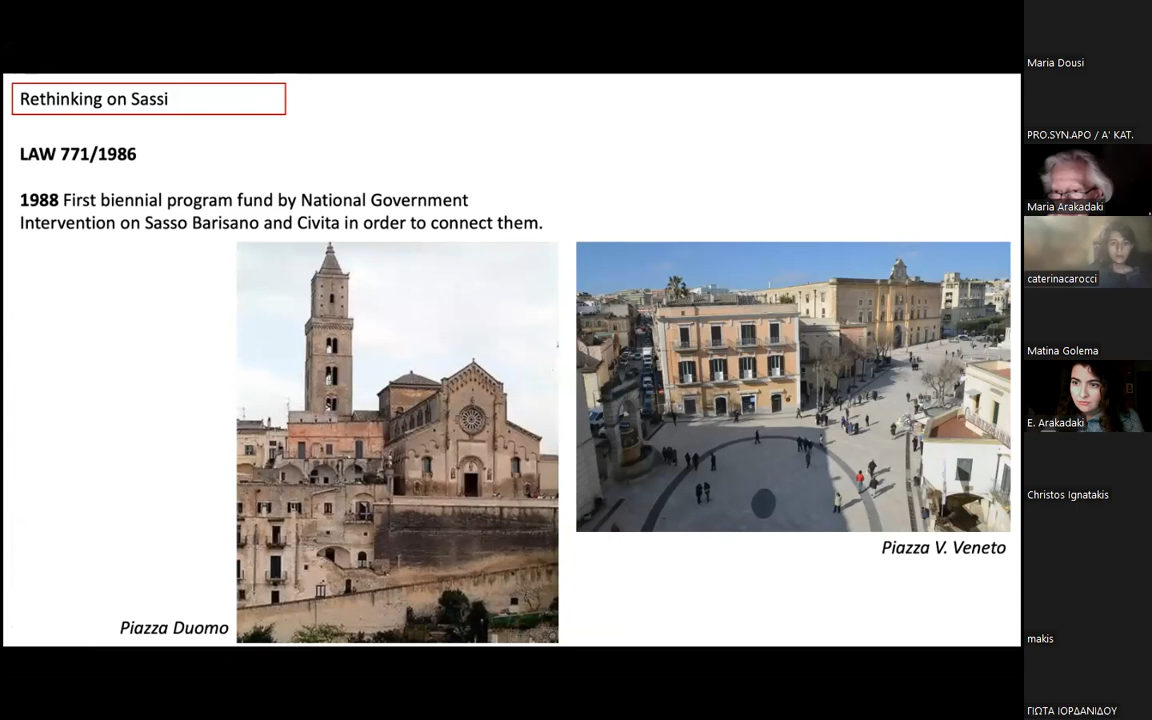 Rethinking on Sassi
LAW 771/1986
1988 First biennial program fund by National Government
Intervention on Sasso Barisano and Civita in order to connect them.
Piazza V. Veneto
Piazza Duomo
Maria Dousi
PRO.SYN.APO / A' KAT.
Maria Arakadaki
caterinacarocci
Matina Golema
E. Arakadaki
Christos Ignatakis
makis
ΓΙΩΤΑ ΙΟΡΔΑΝΙΔΟΥ